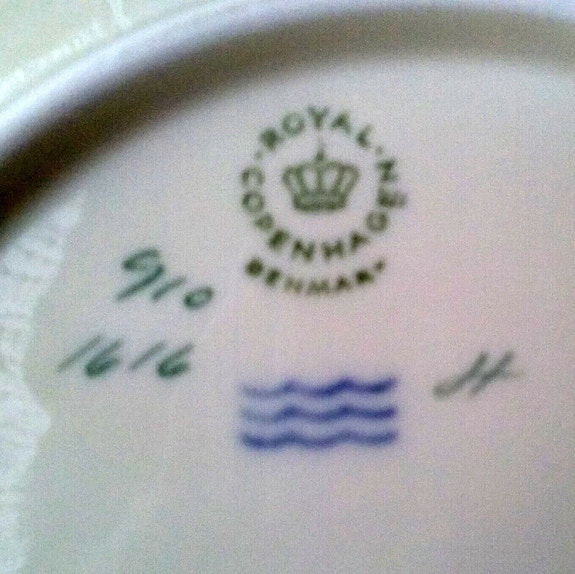 ROYAL
COPENHAGEN
DENMARK
910
1616
H